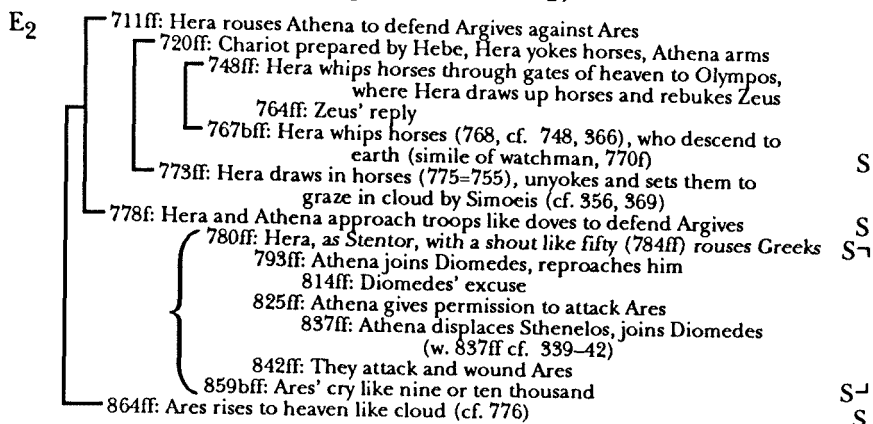 E2
711ff: Hera rouses Athena to defend Argives against Ares
720ff: Chariot prepared by Hebe, Hera yokes horses, Athena arms
748ff: Hera whips horses through gates of heaven to Olympos,
where Hera draws up horses and rebukes Zeus
764ff: Zeus' reply
767bff: Hera whips horses (768, cf. 748, 366), who descend to
earth (simile of watchman, 770f) S
773ff: Hera draws in horses (775=755), unyokes and sets them to
graze in cloud by Simoeis (cf. 356, 369)
778f: Hera and Athena approach troops like doves to defend Argives S
780ff: Hera, as Stentor, with a shout like fifty (784ff) rouses Greeks S
793ff: Athena joins Diomedes, reproaches him
814ff: Diomedes' excuse
825ff: Athena gives permission to attack Ares
837ff: Athena displaces Sthenelos, joins Diomedes
(w. 837ff cf. 339–42)
842ff: They attack and wound Ares
859bff: Ares' cry like nine or ten thousand S
864ff: Ares rises to heaven like cloud (cf. 776) S